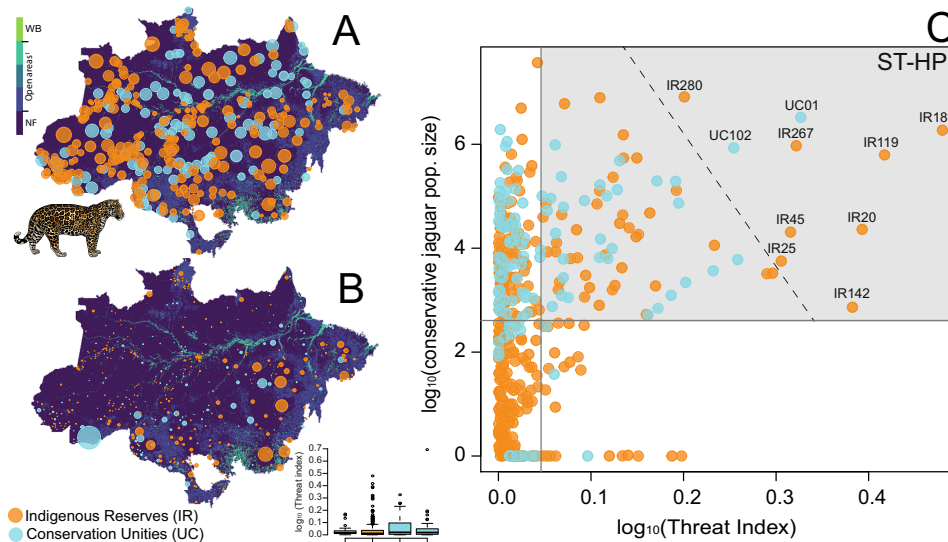 A
WB
Open areas¹
NF
B
0.7
0.6
0.5
0.4
0.3
0.2
0.1
0.0
log₁₀(Threat index)
Indigenous Reserves (IR)
Conservation Unities (UC)
C
ST-HP
IR280
UC01
UC102
IR267
IR18
IR119
IR45
IR20
IR25
IR142
6
4
2
0
log₁₀(conservative jaguar pop. size)
0.0 0.1 0.2 0.3 0.4
log₁₀(Threat Index)